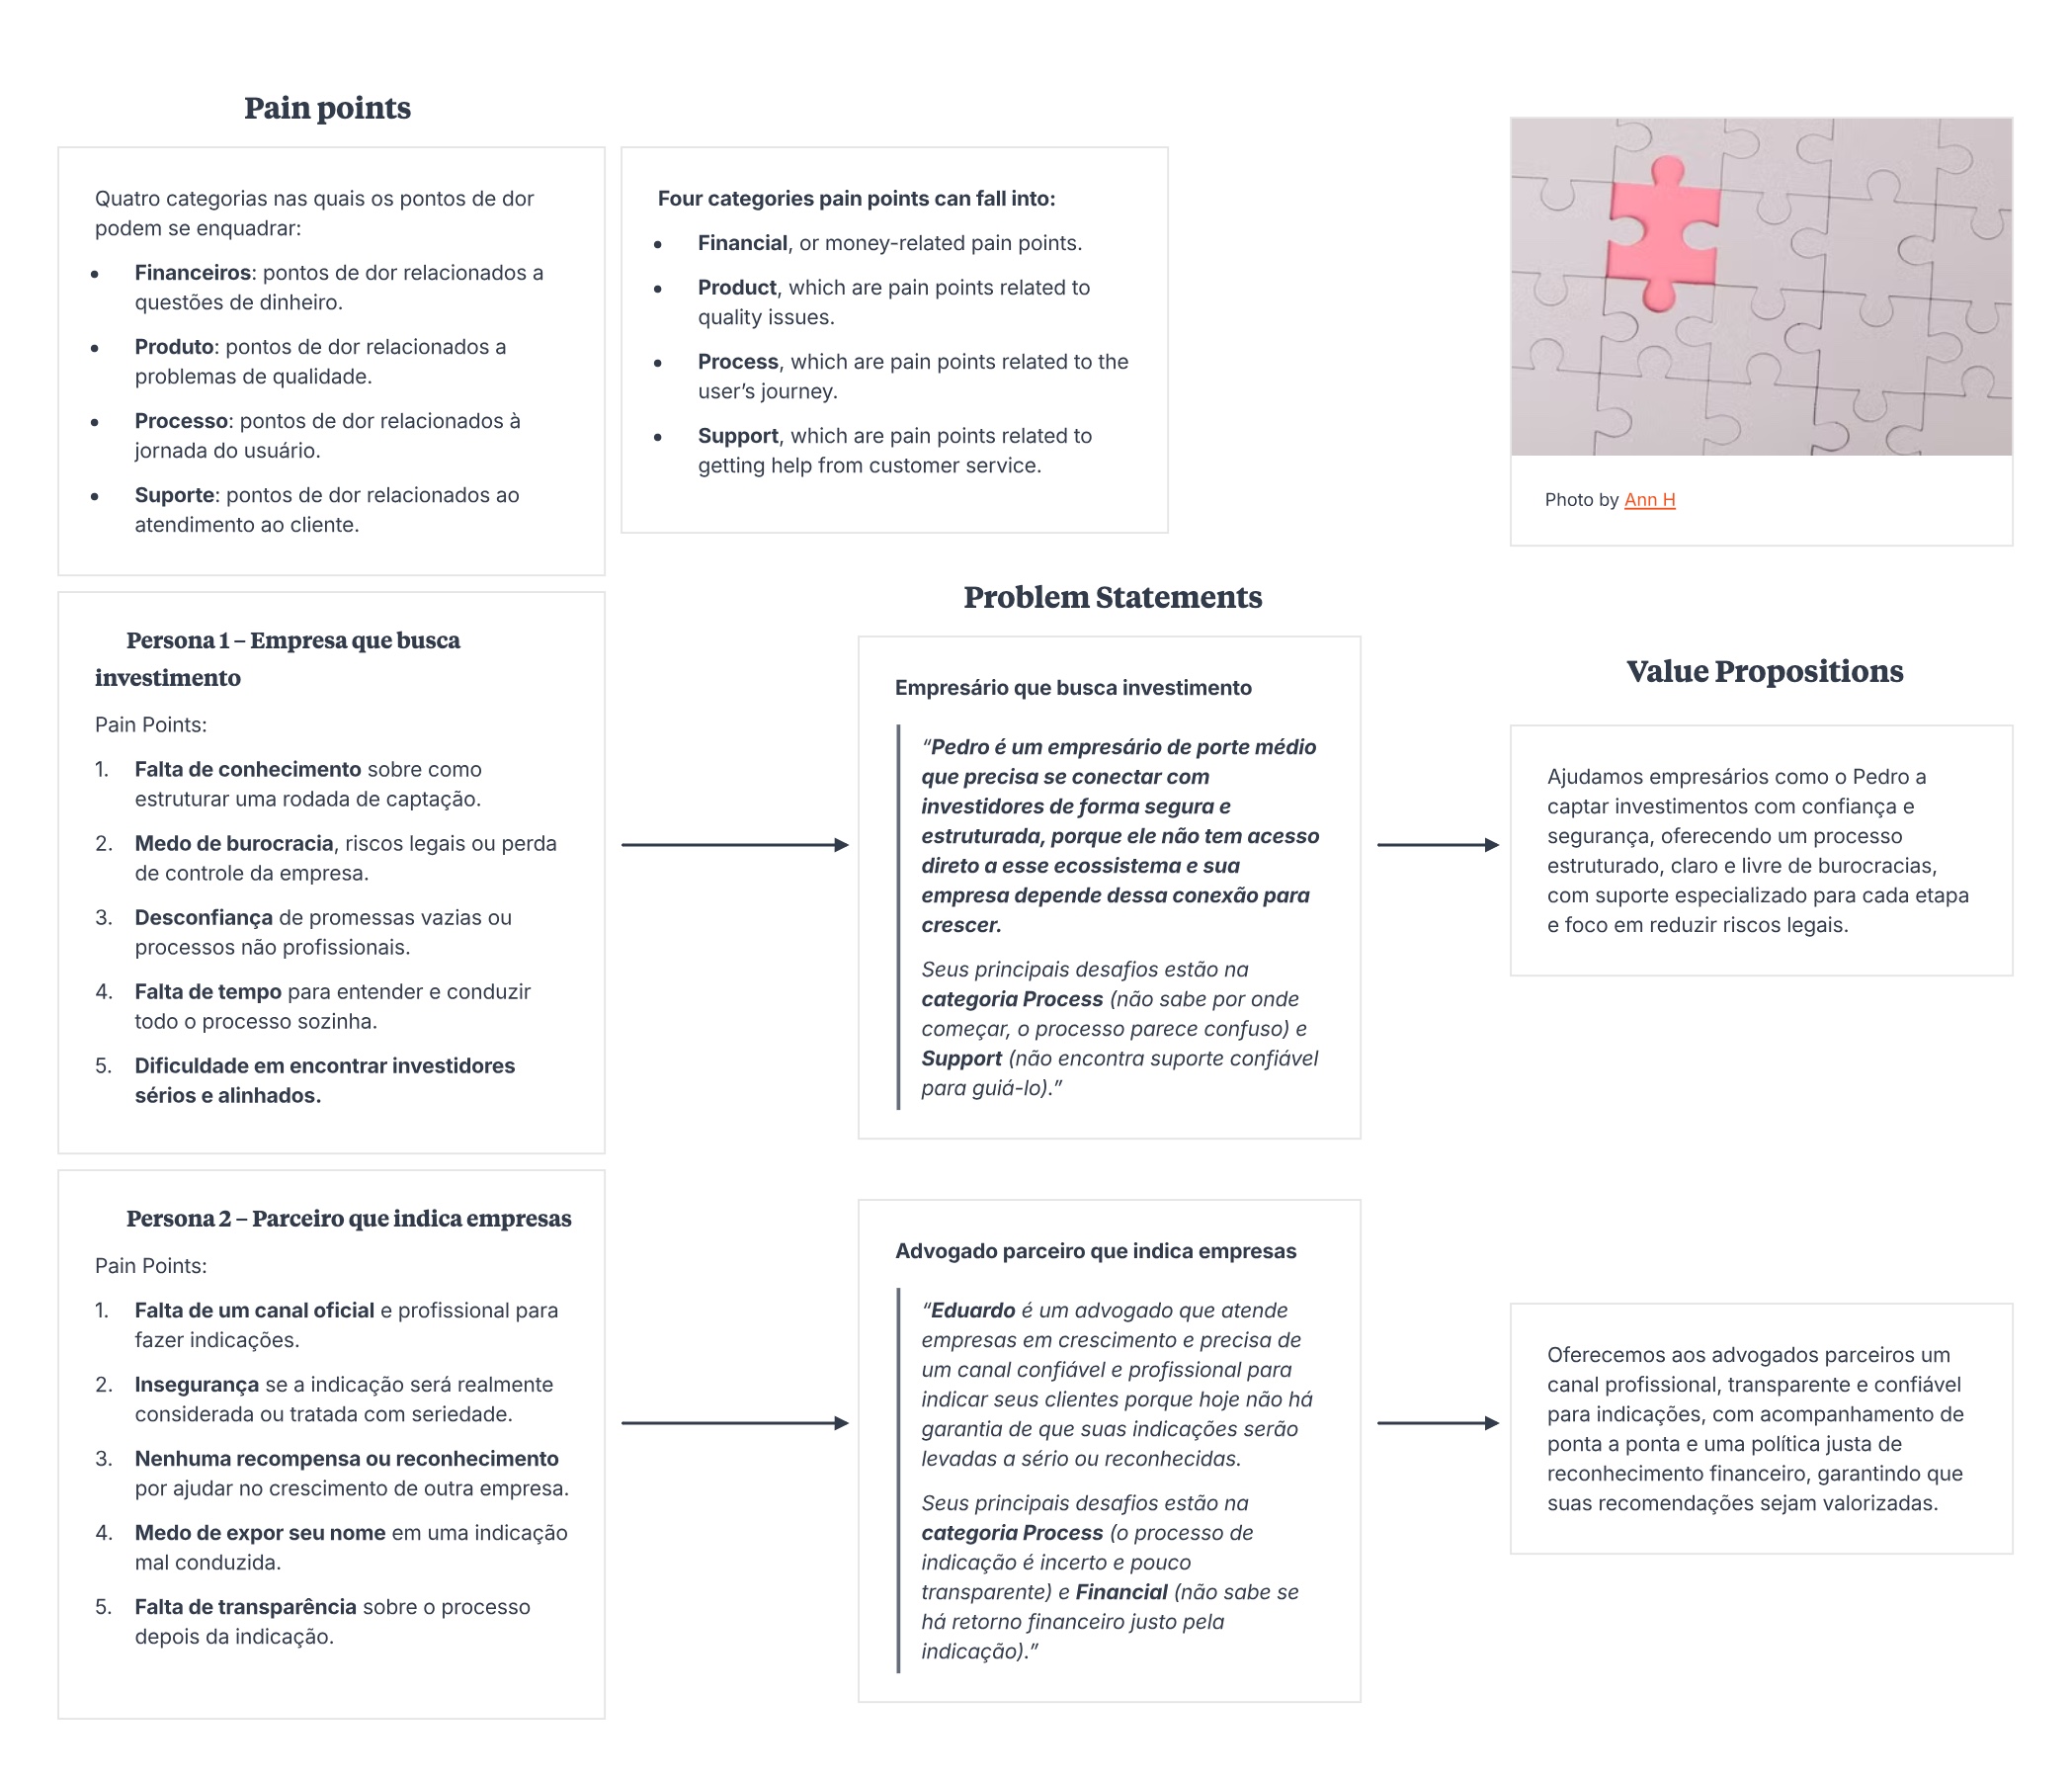 Pain points
Quatro categorias nas quais os pontos de dor
podem se enquadrar:
• Financeiros: pontos de dor relacionados a
questões de dinheiro.
• Produto: pontos de dor relacionados a
problemas de qualidade.
• Processo: pontos de dor relacionados à
jornada do usuário.
• Suporte: pontos de dor relacionados ao
atendimento ao cliente.
Four categories pain points can fall into:
• Financial, or money-related pain points.
• Product, which are pain points related to
quality issues.
• Process, which are pain points related to the
user’s journey.
• Support, which are pain points related to
getting help from customer service.
Photo by Ann H
Persona 1 – Empresa que busca
investimento
Pain Points:
1. Falta de conhecimento sobre como
estruturar uma rodada de captação.
2. Medo de burocracia, riscos legais ou perda
de controle da empresa.
3. Desconfiança de promessas vazias ou
processos não profissionais.
4. Falta de tempo para entender e conduzir
todo o processo sozinha.
5. Dificuldade em encontrar investidores
sérios e alinhados.
Problem Statements
Empresário que busca investimento
“Pedro é um empresário de porte médio
que precisa se conectar com
investidores de forma segura e
estruturada, porque ele não tem acesso
direto a esse ecossistema e sua
empresa depende dessa conexão para
crescer.
Seus principais desafios estão na
categoria Process (não sabe por onde
começar, o processo parece confuso) e
Support (não encontra suporte confiável
para guiá-lo).”
Value Propositions
Ajudamos empresários como o Pedro a
captar investimentos com confiança e
segurança, oferecendo um processo
estruturado, claro e livre de burocracias,
com suporte especializado para cada etapa
e foco em reduzir riscos legais.
Persona 2 – Parceiro que indica empresas
Pain Points:
1. Falta de um canal oficial e profissional para
fazer indicações.
2. Insegurança se a indicação será realmente
considerada ou tratada com seriedade.
3. Nenhuma recompensa ou reconhecimento
por ajudar no crescimento de outra empresa.
4. Medo de expor seu nome em uma indicação
mal conduzida.
5. Falta de transparência sobre o processo
depois da indicação.
Advogado parceiro que indica empresas
“Eduardo é um advogado que atende
empresas em crescimento e precisa de
um canal confiável e profissional para
indicar seus clientes porque hoje não há
garantia de que suas indicações serão
levadas a sério ou reconhecidas.
Seus principais desafios estão na
categoria Process (o processo de
indicação é incerto e pouco
transparente) e Financial (não sabe se
há retorno financeiro justo pela
indicação).”
Oferecemos aos advogados parceiros um
canal profissional, transparente e confiável
para indicações, com acompanhamento de
ponta a ponta e uma política justa de
reconhecimento financeiro, garantindo que
suas recomendações sejam valorizadas.